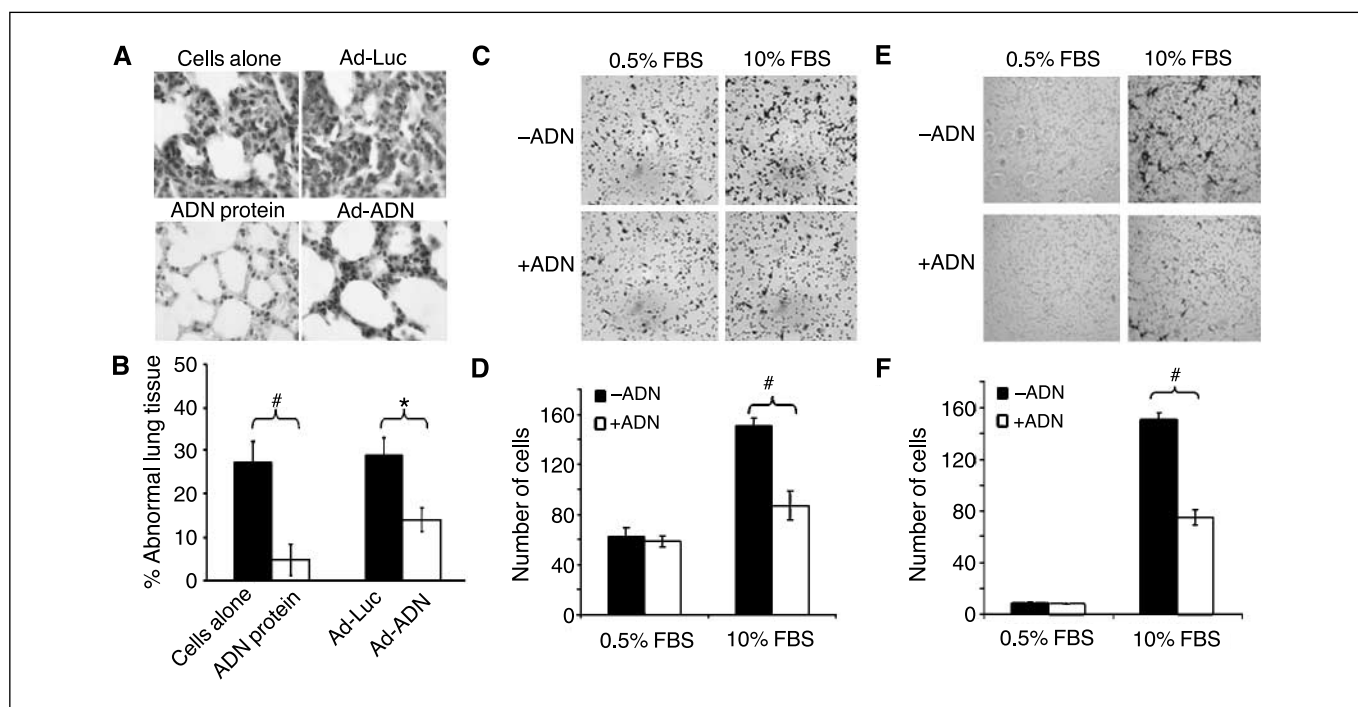 A
Cells alone Ad-Luc
ADN protein Ad-ADN
B
% Abnormal lung tissue
50
40
30
20
10
0
# *
Cells alone ADN protein Ad-Luc Ad-ADN
C
0.5% FBS 10% FBS
–ADN
+ADN
D
Number of cells
160
120
80
40
0
–ADN
+ADN
#
0.5% FBS 10% FBS
E
0.5% FBS 10% FBS
–ADN
+ADN
F
Number of cells
160
120
80
40
0
–ADN
+ADN
#
0.5% FBS 10% FBS